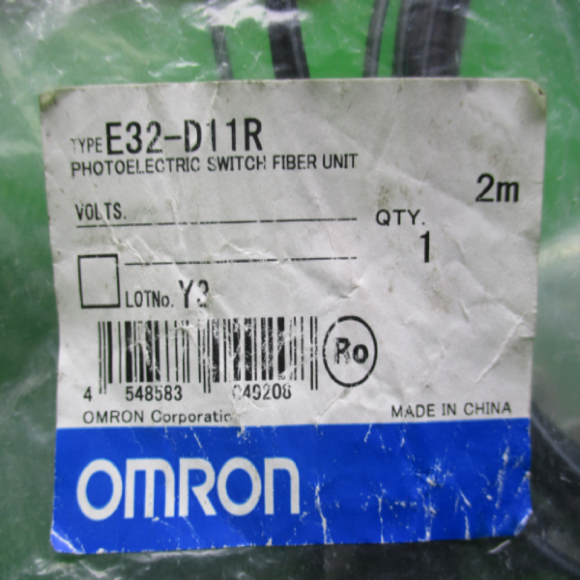 TYPE E32-D11R
PHOTOELECTRIC SWITCH FIBER UNIT
2m
VOLTS.
QTY.
1
LOTNo. Y3
Ro
4 548583 049208
OMRON Corporatio
MADE IN CHINA
OMRON